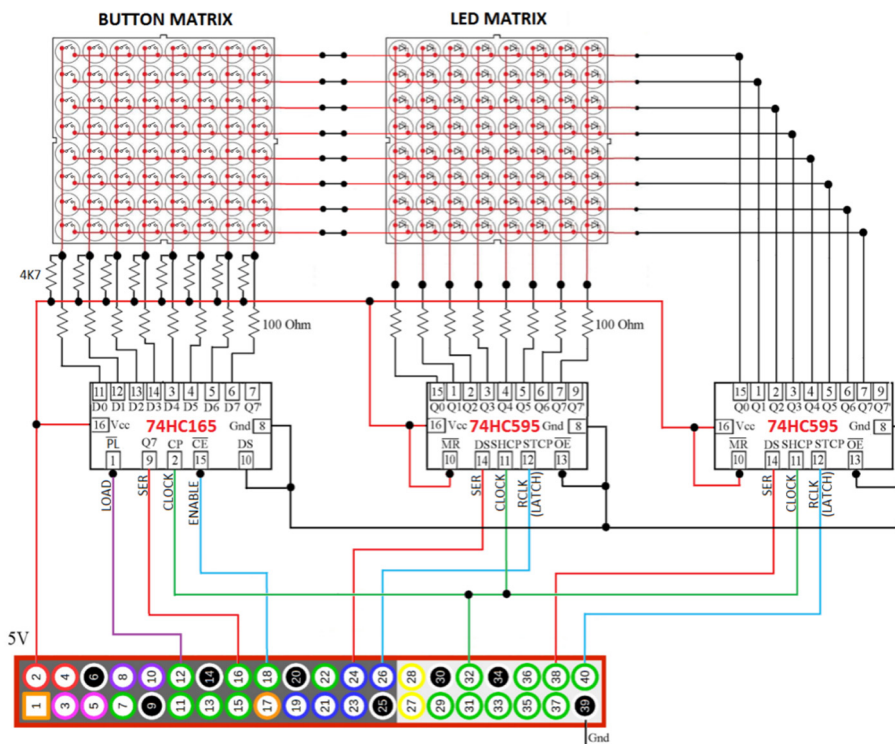 BUTTON MATRIX LED MATRIX
4K7
100 Ohm 100 Ohm
11 12 13 14 3 4 5 6 7
D0 D1 D2 D3 D4 D5 D6 D7 Q7'
16 Vcc 74HC165 Gnd 8
PL Q7 CP CE DS
1 9 2 15 10
LOAD SER CLOCK ENABLE
15 1 2 3 4 5 6 7 9
Q0 Q1 Q2 Q3 Q4 Q5 Q6 Q7 Q7'
16 Vcc 74HC595 Gnd 8
MR DS SHCP STCP OE
10 14 11 12 13
SER CLOCK RCLK (LATCH)
15 1 2 3 4 5 6 7 9
Q0 Q1 Q2 Q3 Q4 Q5 Q6 Q7 Q7'
16 Vcc 74HC595 Gnd 8
MR DS SHCP STCP OE
10 14 11 12 13
SER CLOCK RCLK (LATCH)
5V
2 4 6 8 10 12 14 16 18 20 22 24 26 28 30 32 34 36 38 40
1 3 5 7 9 11 13 15 17 19 21 23 25 27 29 31 33 35 37 39
Gnd